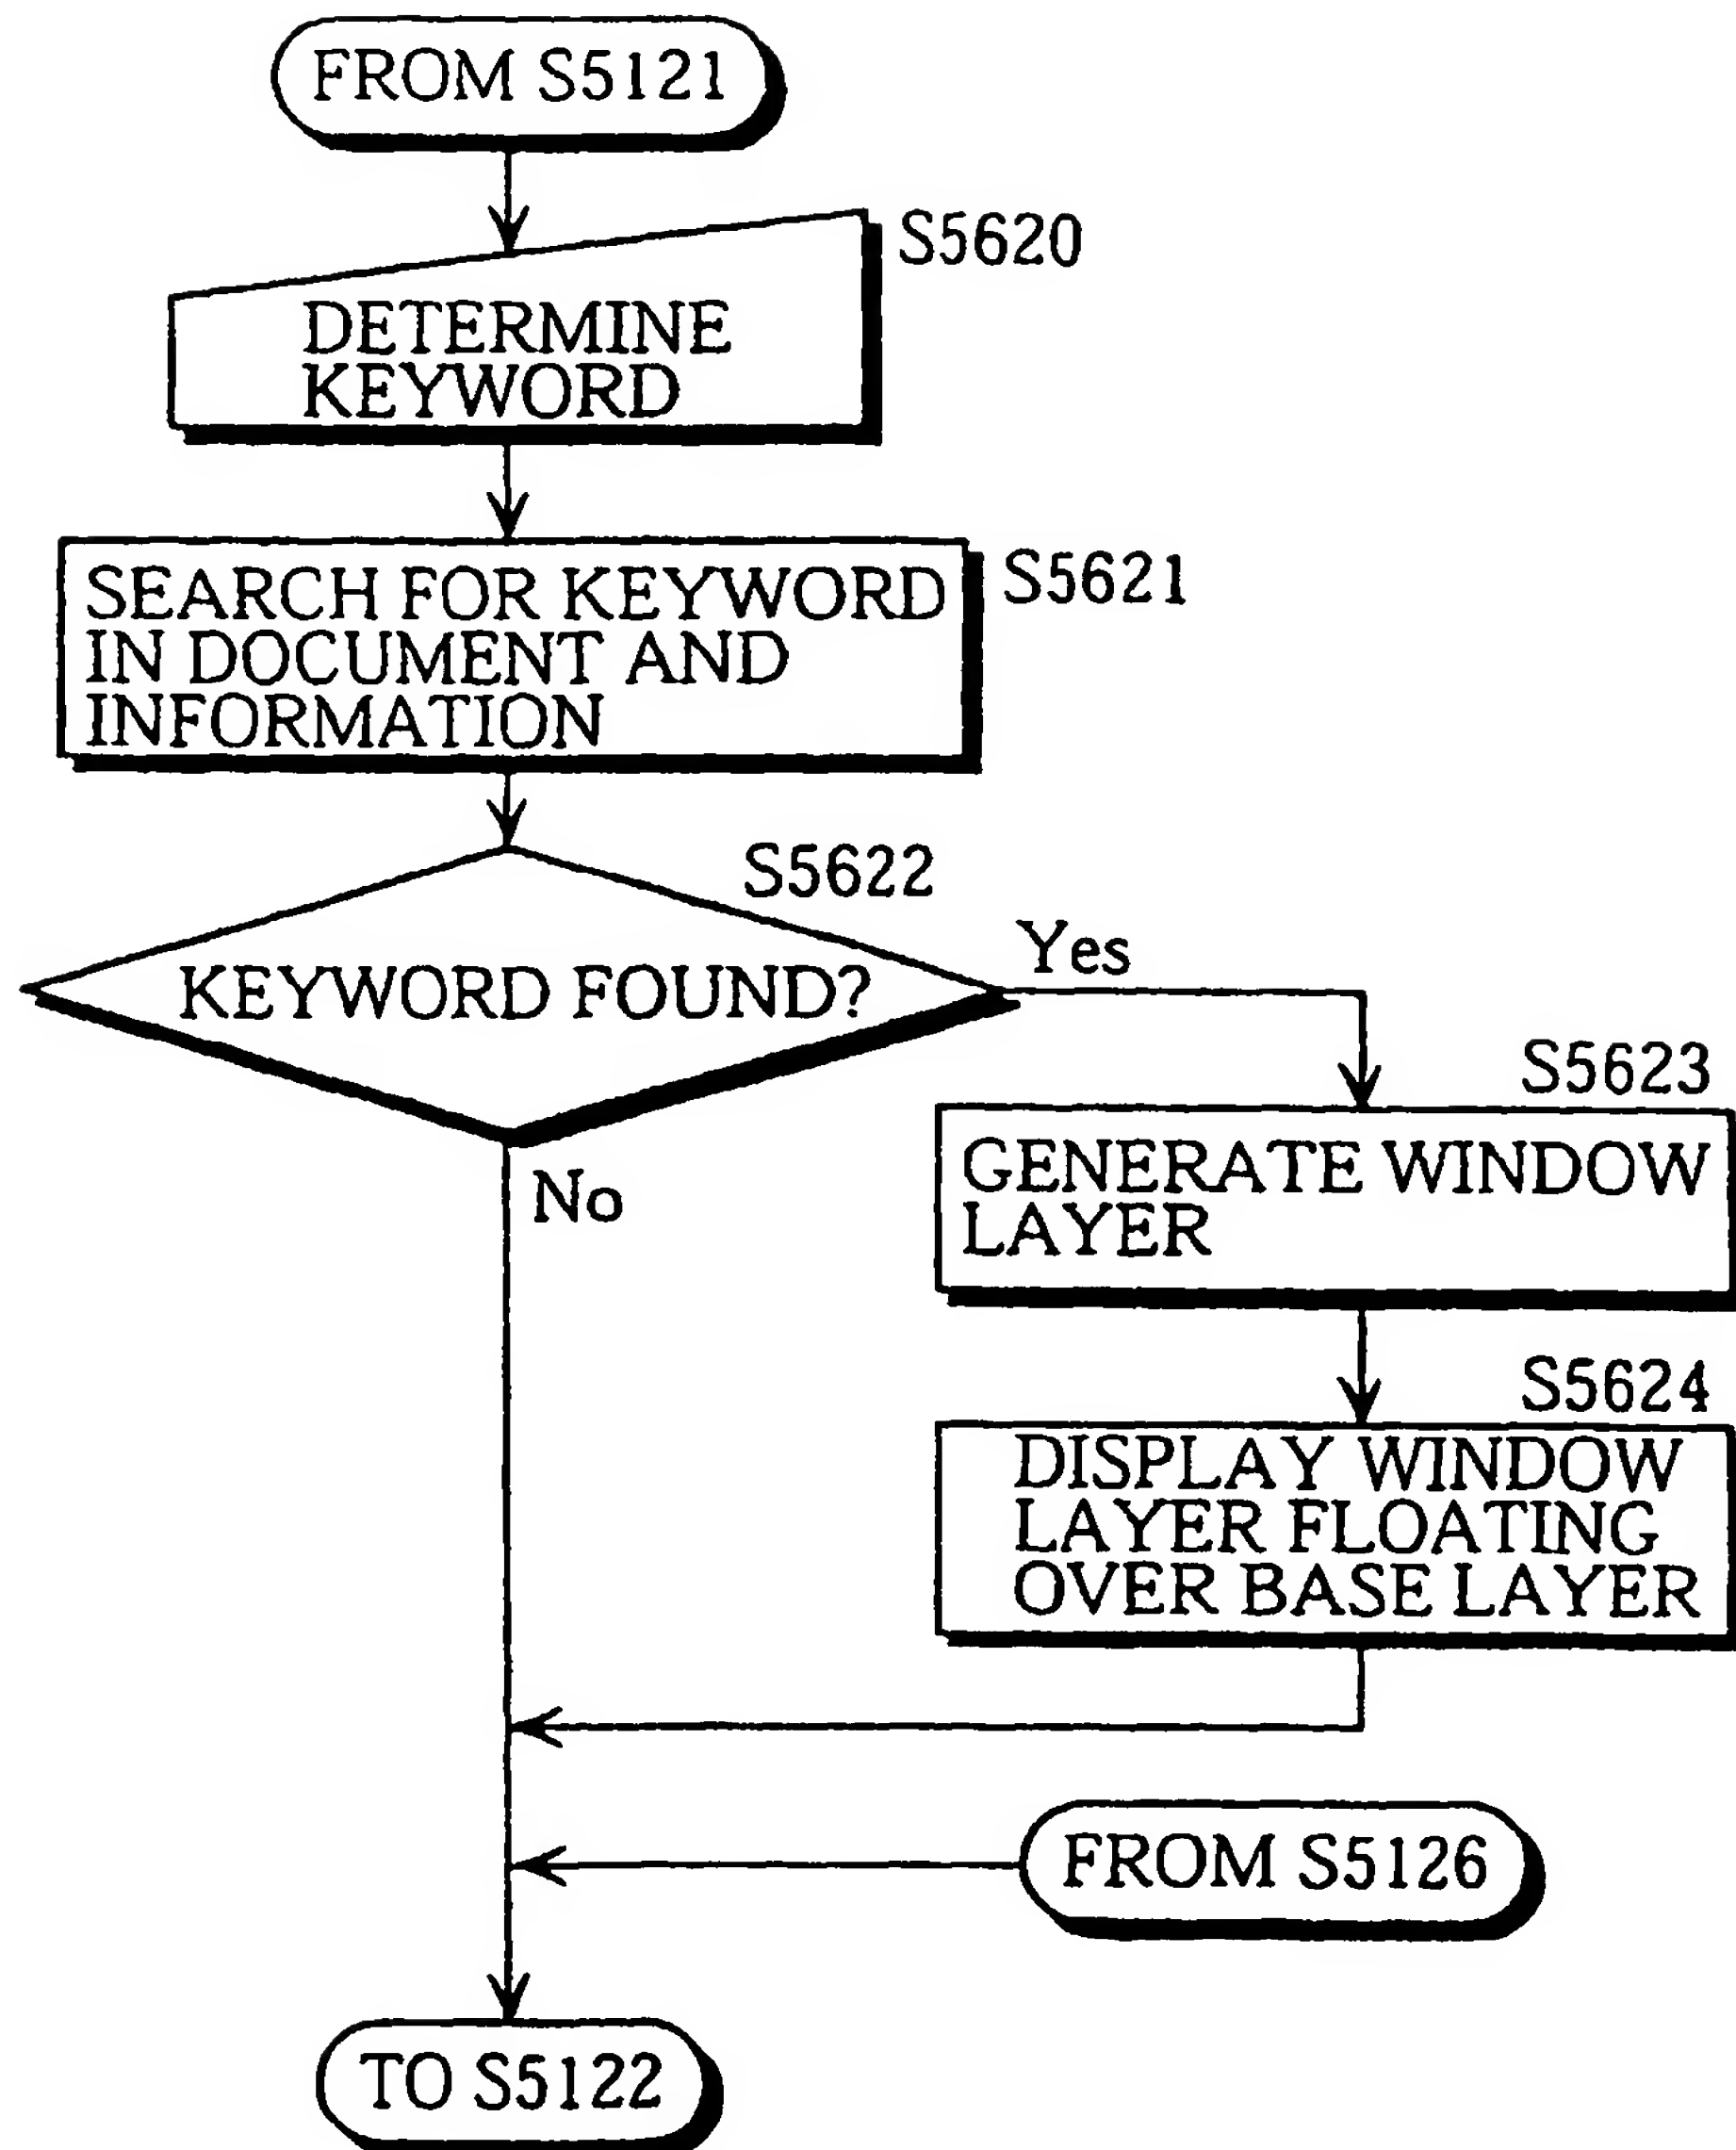 FROM S5121
S5620
DETERMINE
KEYWORD
S5621
SEARCH FOR KEYWORD
IN DOCUMENT AND
INFORMATION
S5622
KEYWORD FOUND?
Yes
No
S5623
GENERATE WINDOW
LAYER
S5624
DISPLAY WINDOW
LAYER FLOATING
OVER BASE LAYER
FROM S5126
TO S5122